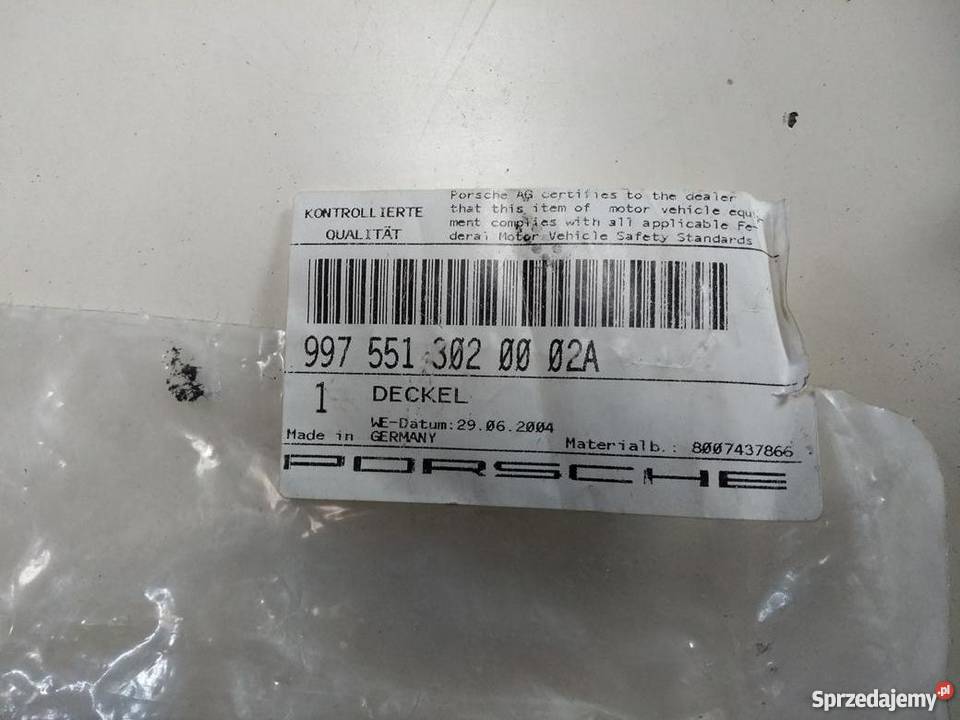 KONTROLLIERTE
QUALITÄT
Porsche AG certifies to the dealer
that this item of motor vehicle equip-
ment complies with all applicable Fe-
deral Motor Vehicle Safety Standards
997 551 302 00 02A
1 DECKEL
WE-Datum:29.06.2004
Made in GERMANY
Materialb.: 8007437866
PORSCHE
Sprzedajemy.pl